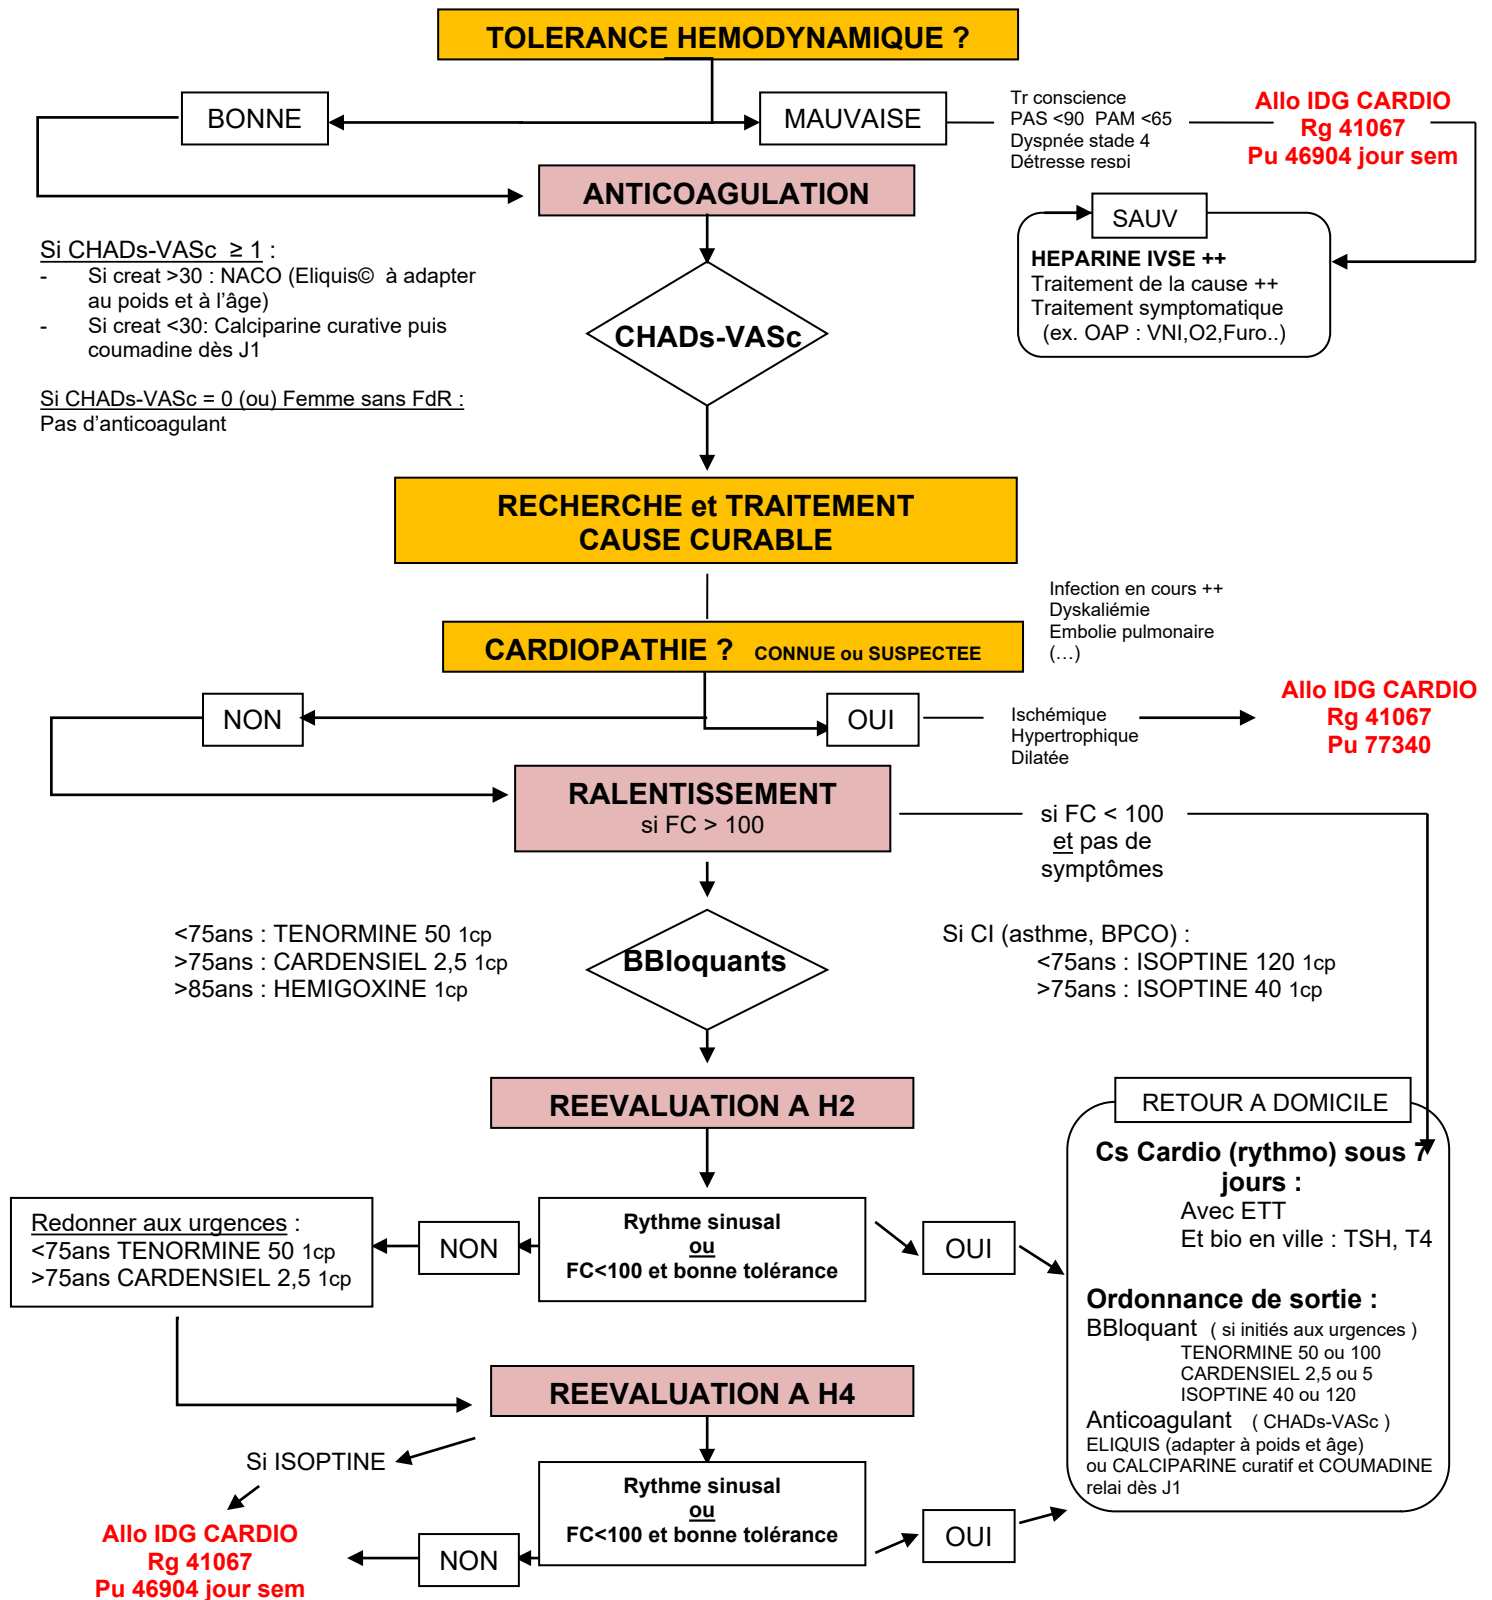 TOLERANCE HEMODYNAMIQUE ?
BONNE
MAUVAISE
Tr conscience
PAS <90  PAM <65
Dyspnée stade 4
Détresse respi
Allo IDG CARDIO
Rg 41067
Pu 46904 jour sem
ANTICOAGULATION
SAUV
HEPARINE IVSE ++
Traitement de la cause ++
Traitement symptomatique
(ex. OAP : VNI,O2,Furo..)
Si CHADs-VASc  ≥ 1 :
- Si creat >30 : NACO (Eliquis© à adapter
au poids et à l'âge)
- Si creat <30: Calciparine curative puis
coumadine dès J1
Si CHADs-VASc = 0 (ou) Femme sans FdR :
Pas d'anticoagulant
CHADs-VASc
RECHERCHE et TRAITEMENT
CAUSE CURABLE
Infection en cours ++
Dyskaliémie
Embolie pulmonaire
(…)
CARDIOPATHIE ? CONNUE ou SUSPECTEE
NON
OUI
Ischémique
Hypertrophique
Dilatée
Allo IDG CARDIO
Rg 41067
Pu 77340
RALENTISSEMENT
si FC > 100
si FC < 100
et pas de
symptômes
<75ans : TENORMINE 50 1cp
>75ans : CARDENSIEL 2,5 1cp
>85ans : HEMIGOXINE 1cp
BBloquants
Si CI (asthme, BPCO) :
<75ans : ISOPTINE 120 1cp
>75ans : ISOPTINE 40 1cp
REEVALUATION A H2
RETOUR A DOMICILE
Cs Cardio (rythmo) sous 7
jours :
Avec ETT
Et bio en ville : TSH, T4
Ordonnance de sortie :
BBloquant ( si initiés aux urgences )
TENORMINE 50 ou 100
CARDENSIEL 2,5 ou 5
ISOPTINE 40 ou 120
Anticoagulant ( CHADs-VASc )
ELIQUIS (adapter à poids et âge)
ou CALCIPARINE curatif et COUMADINE
relai dès J1
Redonner aux urgences :
<75ans TENORMINE 50 1cp
>75ans CARDENSIEL 2,5 1cp
NON
Rythme sinusal
ou
FC<100 et bonne tolérance
OUI
REEVALUATION A H4
Si ISOPTINE
Rythme sinusal
ou
FC<100 et bonne tolérance
NON
OUI
Allo IDG CARDIO
Rg 41067
Pu 46904 jour sem